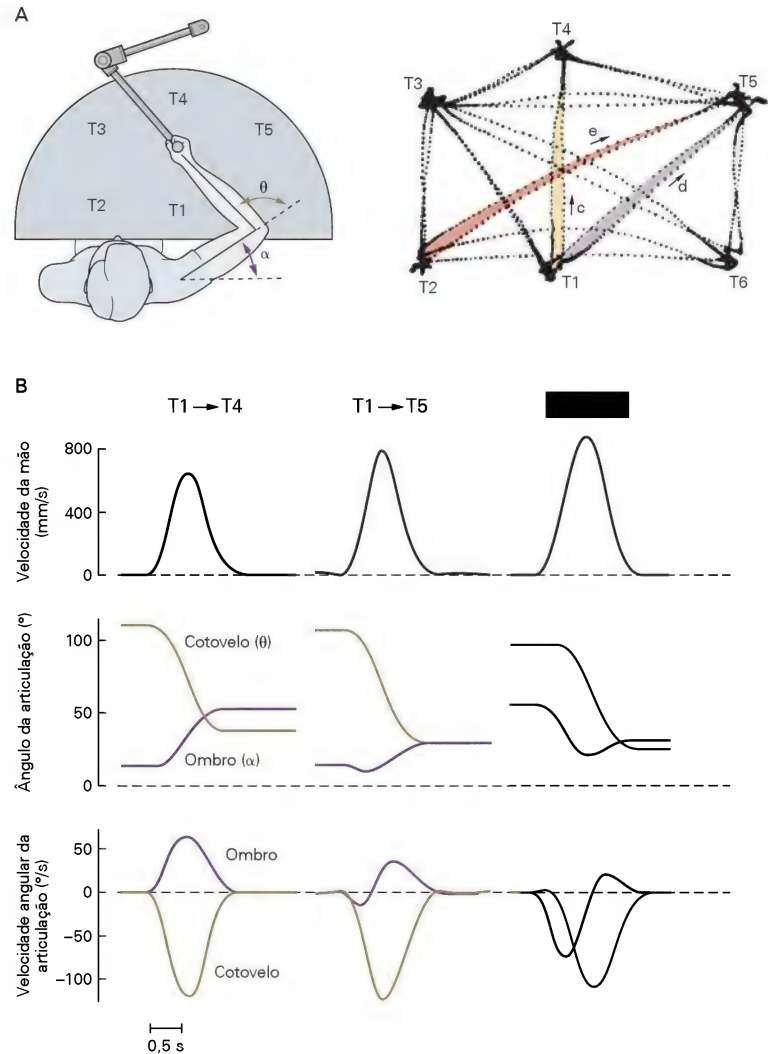 A
T4
T3
T5
T2
T1
θ
α
T4
T3
T5
e
d
c
T2
T1
T6
B
T1 → T4
T1 → T5
Velocidade da mão
(mm/s)
800
400
0
Ângulo da articulação (°)
100
50
0
Cotovelo (θ)
Ombro (α)
Velocidade angular da
articulação (°/s)
50
0
−50
−100
Ombro
Cotovelo
0,5 s